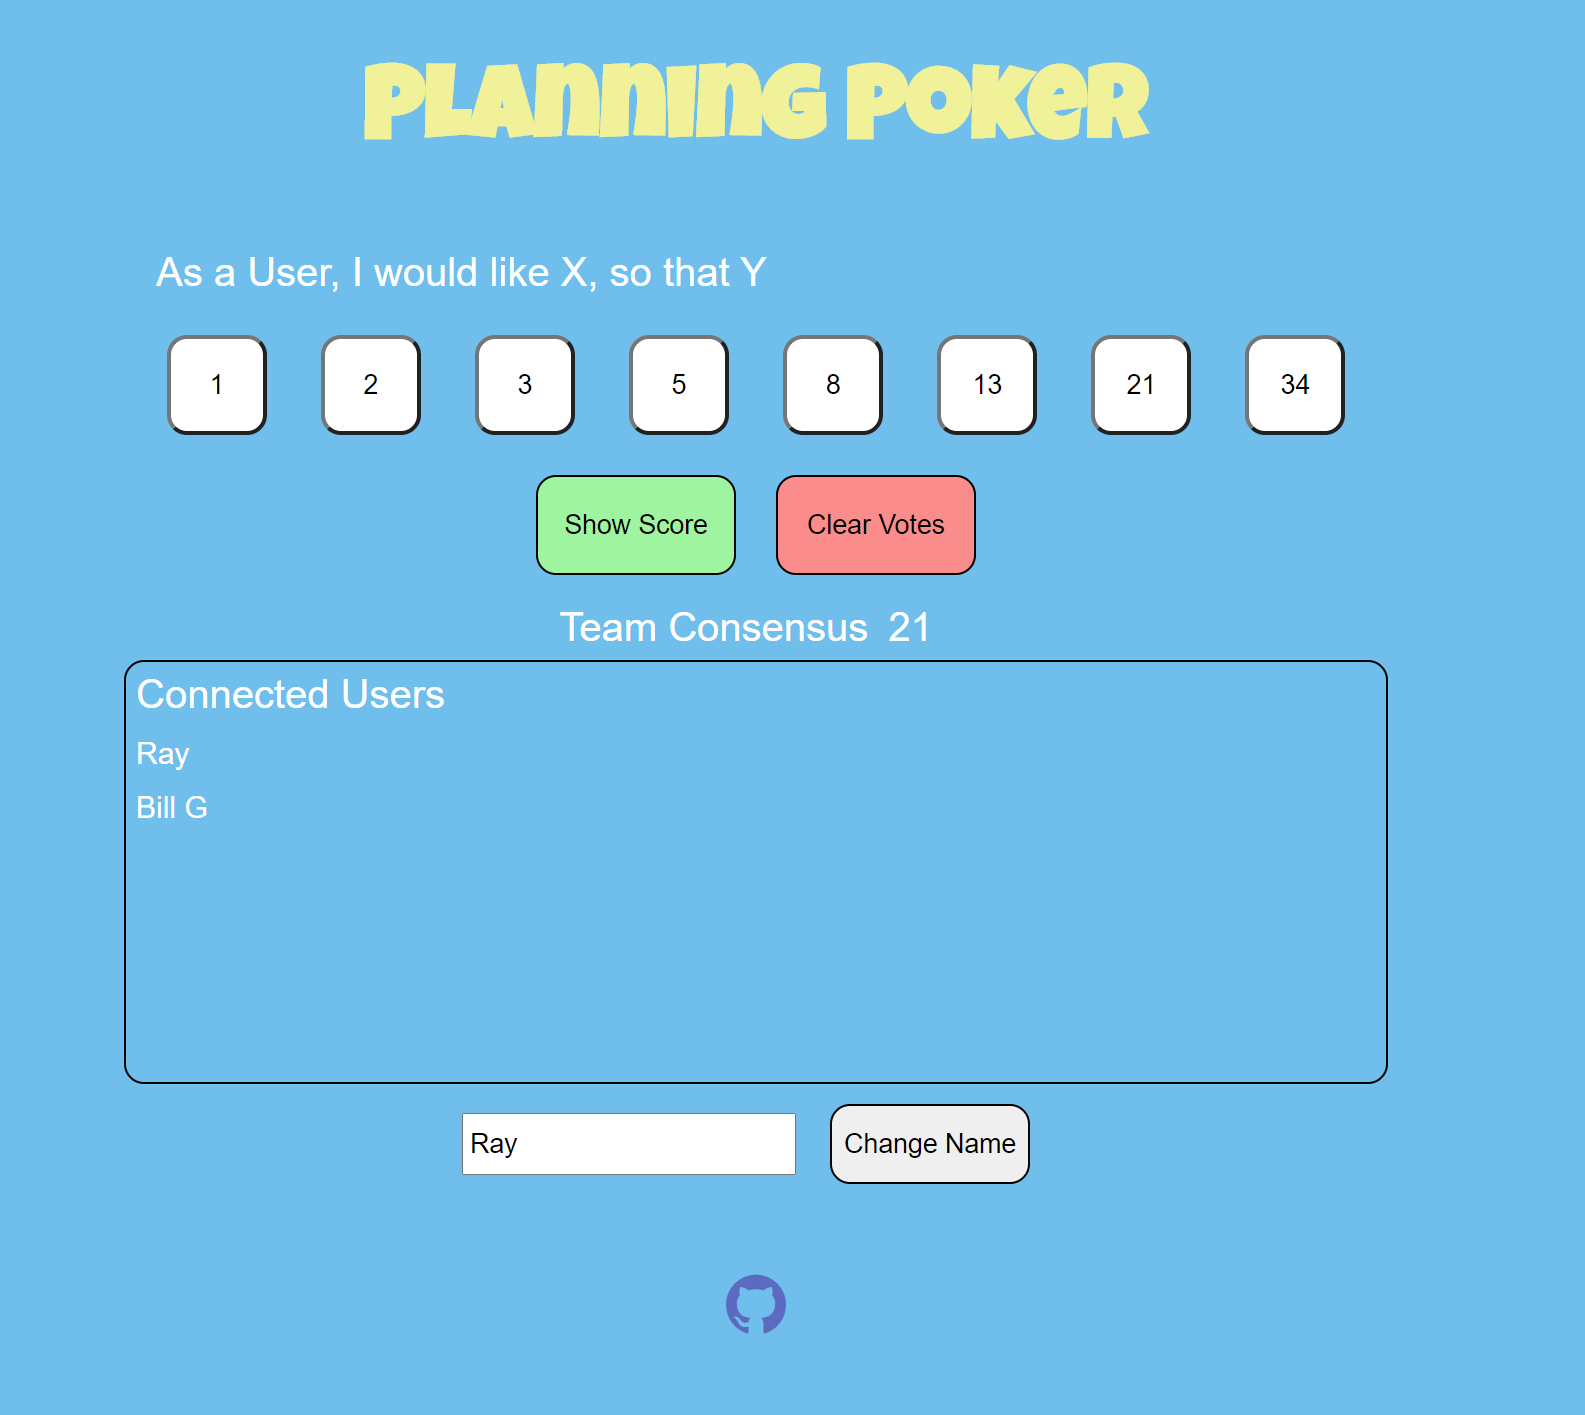 PLANNING POKER
As a User, I would like X, so that Y
1 2 3 5 8 13 21 34
Show Score Clear Votes
Team Consensus 21
Connected Users
Ray
Bill G
Ray Change Name